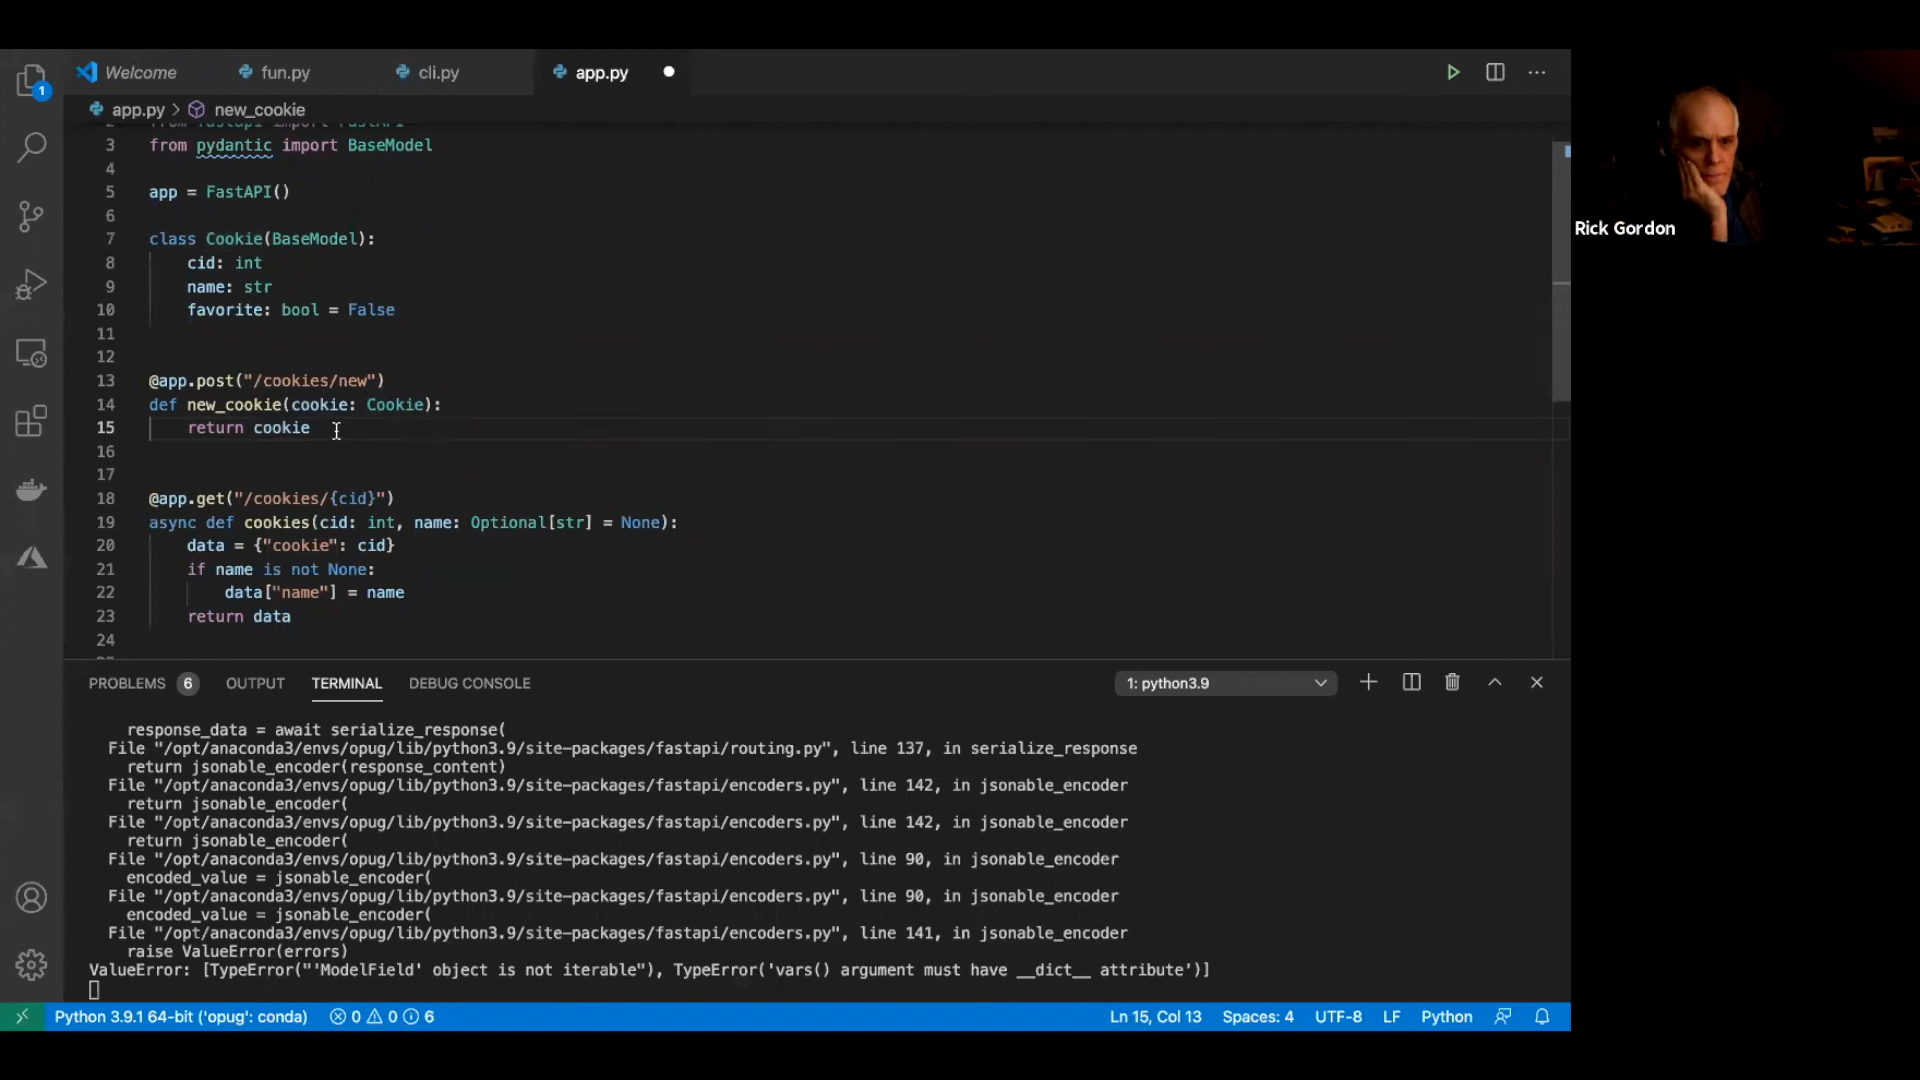 1
Welcome
fun.py
cli.py
app.py
app.py > new_cookie
2 from fastapi import FastAPI
3 from pydantic import BaseModel
4
5 app = FastAPI()
6
7 class Cookie(BaseModel):
8 cid: int
9 name: str
10 favorite: bool = False
11
12
13 @app.post("/cookies/new")
14 def new_cookie(cookie: Cookie):
15 return cookie
16
17
18 @app.get("/cookies/{cid}")
19 async def cookies(cid: int, name: Optional[str] = None):
20 data = {"cookie": cid}
21 if name is not None:
22 data["name"] = name
23 return data
24
Rick Gordon
PROBLEMS 6 OUTPUT TERMINAL DEBUG CONSOLE 1: python3.9
response_data = await serialize_response(
File "/opt/anaconda3/envs/opug/lib/python3.9/site-packages/fastapi/routing.py", line 137, in serialize_response
return jsonable_encoder(response_content)
File "/opt/anaconda3/envs/opug/lib/python3.9/site-packages/fastapi/encoders.py", line 142, in jsonable_encoder
return jsonable_encoder(
File "/opt/anaconda3/envs/opug/lib/python3.9/site-packages/fastapi/encoders.py", line 142, in jsonable_encoder
return jsonable_encoder(
File "/opt/anaconda3/envs/opug/lib/python3.9/site-packages/fastapi/encoders.py", line 90, in jsonable_encoder
encoded_value = jsonable_encoder(
File "/opt/anaconda3/envs/opug/lib/python3.9/site-packages/fastapi/encoders.py", line 90, in jsonable_encoder
encoded_value = jsonable_encoder(
File "/opt/anaconda3/envs/opug/lib/python3.9/site-packages/fastapi/encoders.py", line 141, in jsonable_encoder
raise ValueError(errors)
ValueError: [TypeError("'ModelField' object is not iterable"), TypeError('vars() argument must have __dict__ attribute')]
Python 3.9.1 64-bit ('opug': conda) 0 0 6 Ln 15, Col 13 Spaces: 4 UTF-8 LF Python